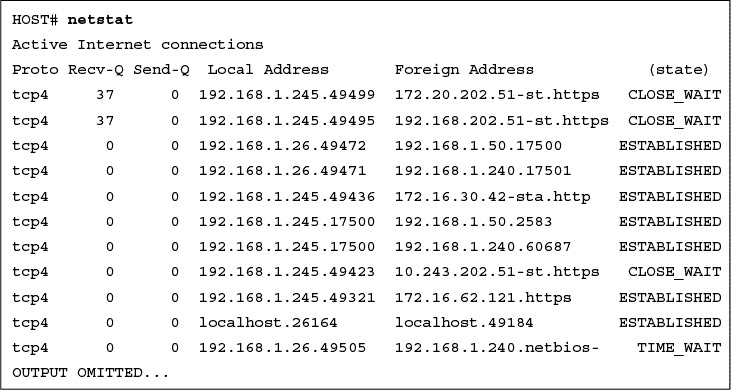 HOST# netstat
Active Internet connections
Proto Recv-Q Send-Q  Local Address       Foreign Address           (state)
tcp4      37      0  192.168.1.245.49499  172.20.202.51-st.https   CLOSE_WAIT
tcp4      37      0  192.168.1.245.49495  192.168.202.51-st.https  CLOSE_WAIT
tcp4       0      0  192.168.1.26.49472   192.168.1.50.17500      ESTABLISHED
tcp4       0      0  192.168.1.26.49471   192.168.1.240.17501     ESTABLISHED
tcp4       0      0  192.168.1.245.49436  172.16.30.42-sta.http   ESTABLISHED
tcp4       0      0  192.168.1.245.17500  192.168.1.50.2583       ESTABLISHED
tcp4       0      0  192.168.1.245.17500  192.168.1.240.60687     ESTABLISHED
tcp4       0      0  192.168.1.245.49423  10.243.202.51-st.https   CLOSE_WAIT
tcp4       0      0  192.168.1.245.49321  172.16.62.121.https     ESTABLISHED
tcp4       0      0  localhost.26164      localhost.49184         ESTABLISHED
tcp4       0      0  192.168.1.26.49505   192.168.1.240.netbios-    TIME_WAIT
OUTPUT OMITTED...